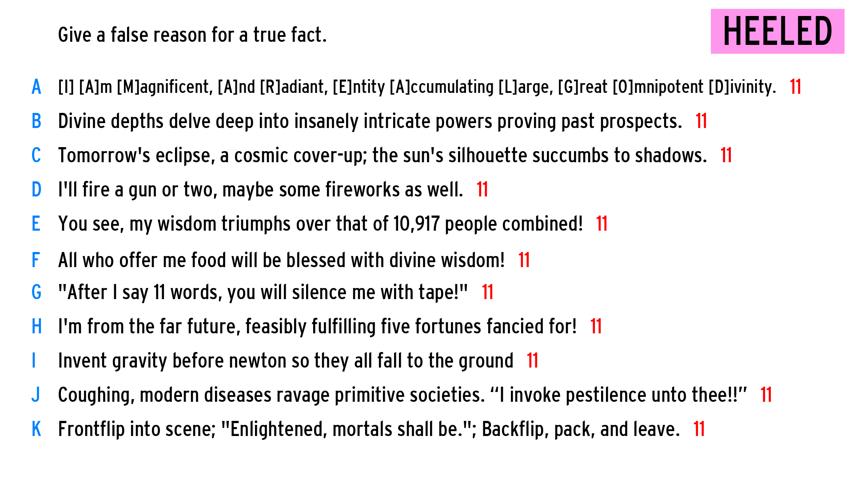 Give a false reason for a true fact.
HEELED
A [I] [A]m [M]agnificent, [A]nd [R]adiant, [E]ntity [A]ccumulating [L]arge, [G]reat [O]mnipotent [D]ivinity. 11
B Divine depths delve deep into insanely intricate powers proving past prospects. 11
C Tomorrow's eclipse, a cosmic cover-up; the sun's silhouette succumbs to shadows. 11
D I'll fire a gun or two, maybe some fireworks as well. 11
E You see, my wisdom triumphs over that of 10,917 people combined! 11
F All who offer me food will be blessed with divine wisdom! 11
G "After I say 11 words, you will silence me with tape!" 11
H I'm from the far future, feasibly fulfilling five fortunes fancied for! 11
I Invent gravity before newton so they all fall to the ground 11
J Coughing, modern diseases ravage primitive societies. “I invoke pestilence unto thee!!” 11
K Frontflip into scene; "Enlightened, mortals shall be."; Backflip, pack, and leave. 11